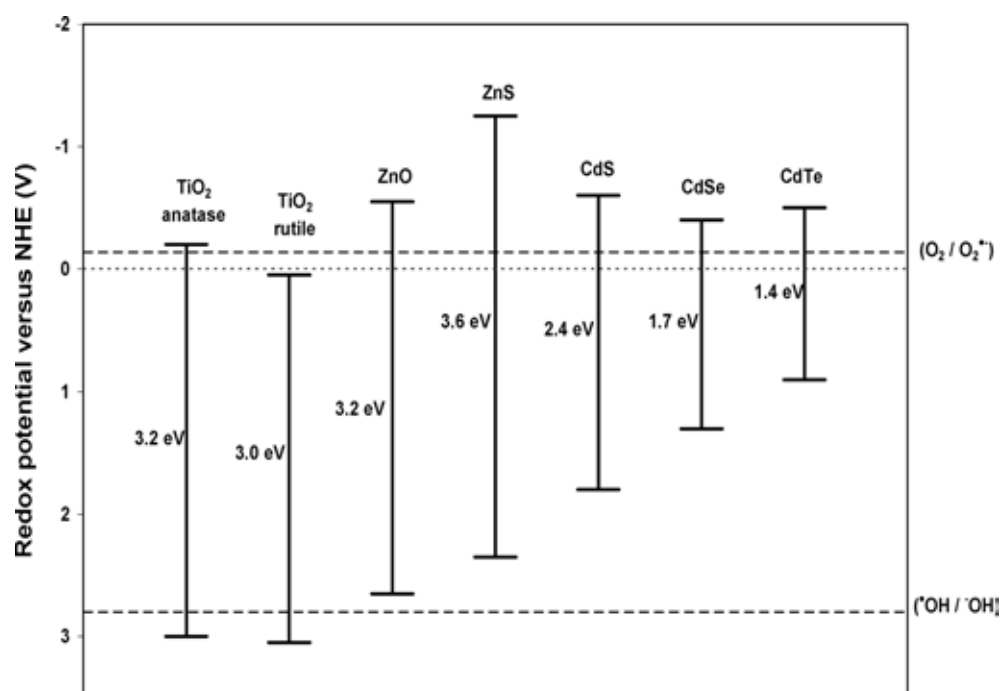 Redox potential versus NHE (V)
-2
-1
0
1
2
3
TiO₂
anatase
3.2 eV
TiO₂
rutile
3.0 eV
ZnO
3.2 eV
ZnS
3.6 eV
CdS
2.4 eV
CdSe
1.7 eV
CdTe
1.4 eV
(O₂ / O₂•⁻)
(•OH / ⁻OH)